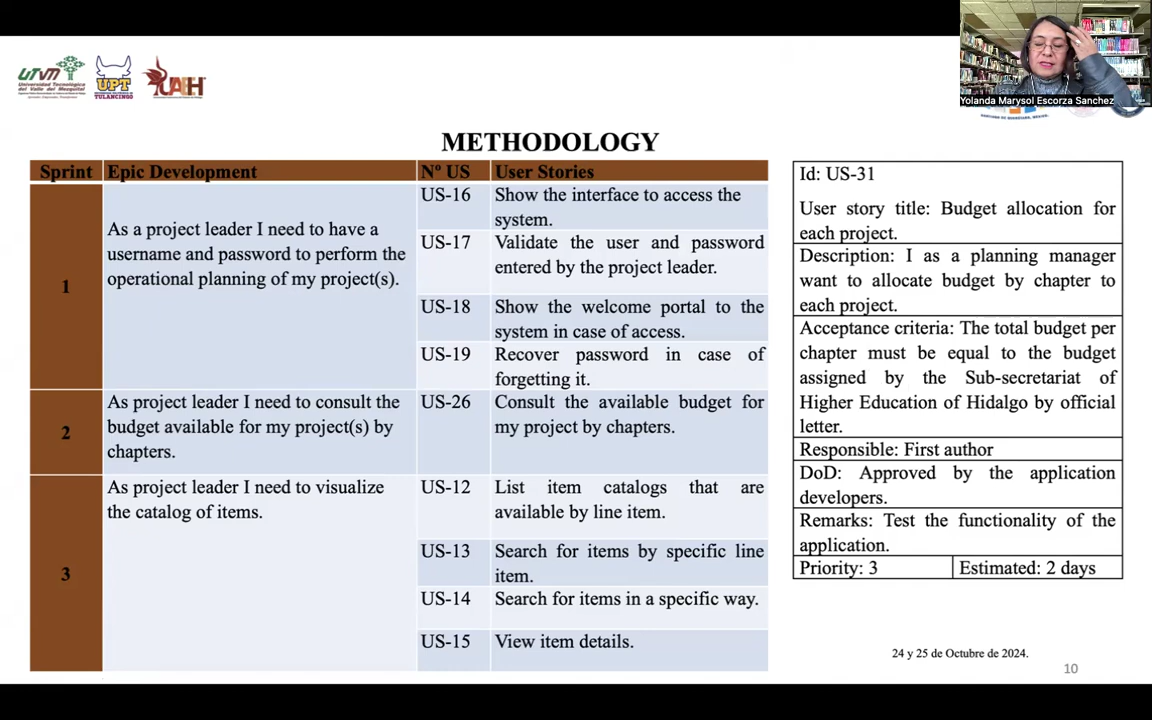 UTVM
Universidad Tecnológica
del Valle del Mezquital
UPT
TULANCINGO
UAEH
Yolanda Marysol Escorza Sanchez
METHODOLOGY
Sprint Epic Development Nº US User Stories
1
As a project leader I need to have a
username and password to perform the
operational planning of my project(s).
US-16 Show the interface to access the
system.
US-17 Validate the user and password
entered by the project leader.
US-18 Show the welcome portal to the
system in case of access.
US-19 Recover password in case of
forgetting it.
2
As project leader I need to consult the
budget available for my project(s) by
chapters.
US-26 Consult the available budget for
my project by chapters.
3
As project leader I need to visualize
the catalog of items.
US-12 List item catalogs that are
available by line item.
US-13 Search for items by specific line
item.
US-14 Search for items in a specific way.
US-15 View item details.
Id: US-31
User story title: Budget allocation for
each project.
Description: I as a planning manager
want to allocate budget by chapter to
each project.
Acceptance criteria: The total budget per
chapter must be equal to the budget
assigned by the Sub-secretariat of
Higher Education of Hidalgo by official
letter.
Responsible: First author
DoD: Approved by the application
developers.
Remarks: Test the functionality of the
application.
Priority: 3 Estimated: 2 days
24 y 25 de Octubre de 2024.
10